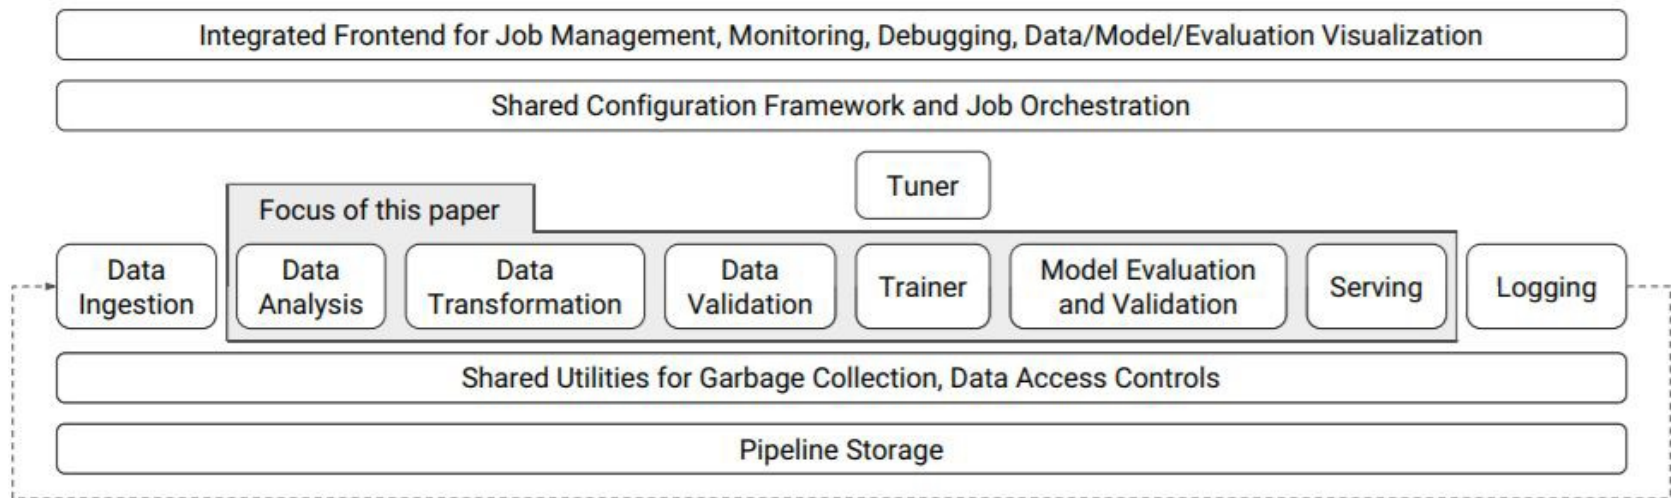 Integrated Frontend for Job Management, Monitoring, Debugging, Data/Model/Evaluation Visualization
Shared Configuration Framework and Job Orchestration
Tuner
Focus of this paper
Data
Ingestion
Data
Analysis
Data
Transformation
Data
Validation
Trainer
Model Evaluation
and Validation
Serving
Logging
Shared Utilities for Garbage Collection, Data Access Controls
Pipeline Storage